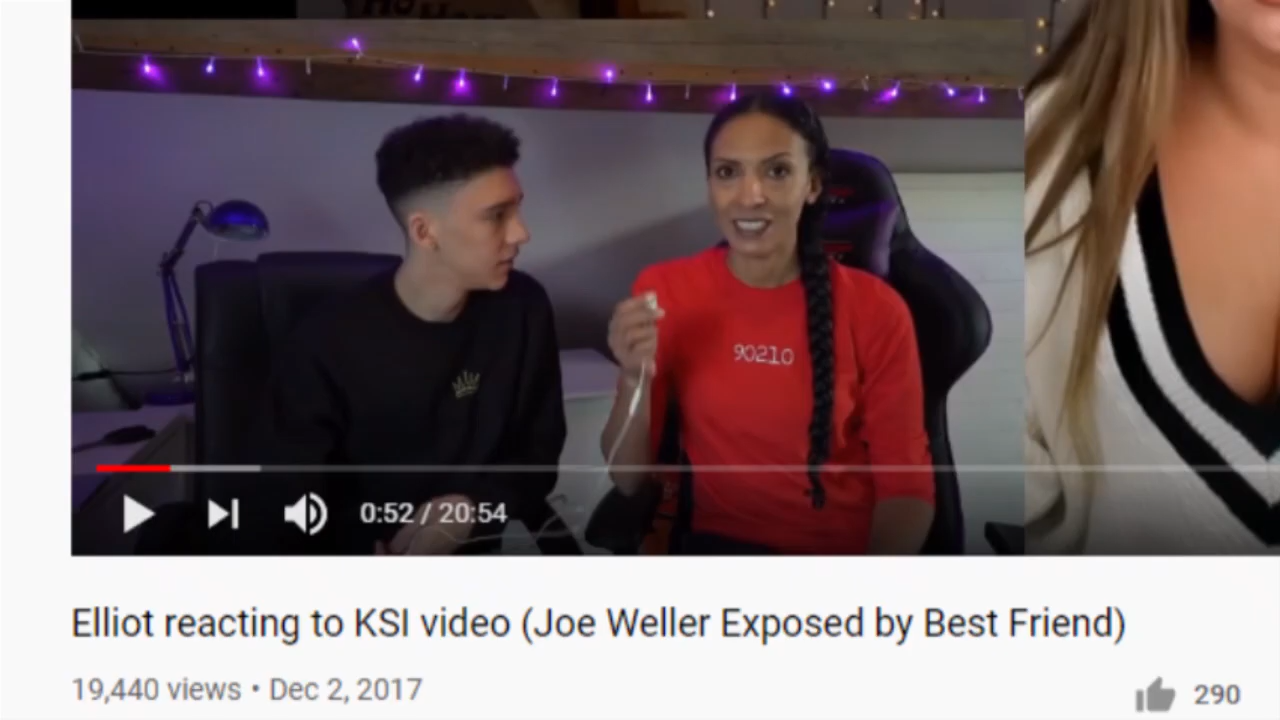 90210
0:52 / 20:54
Elliot reacting to KSI video (Joe Weller Exposed by Best Friend)
19,440 views • Dec 2, 2017
290